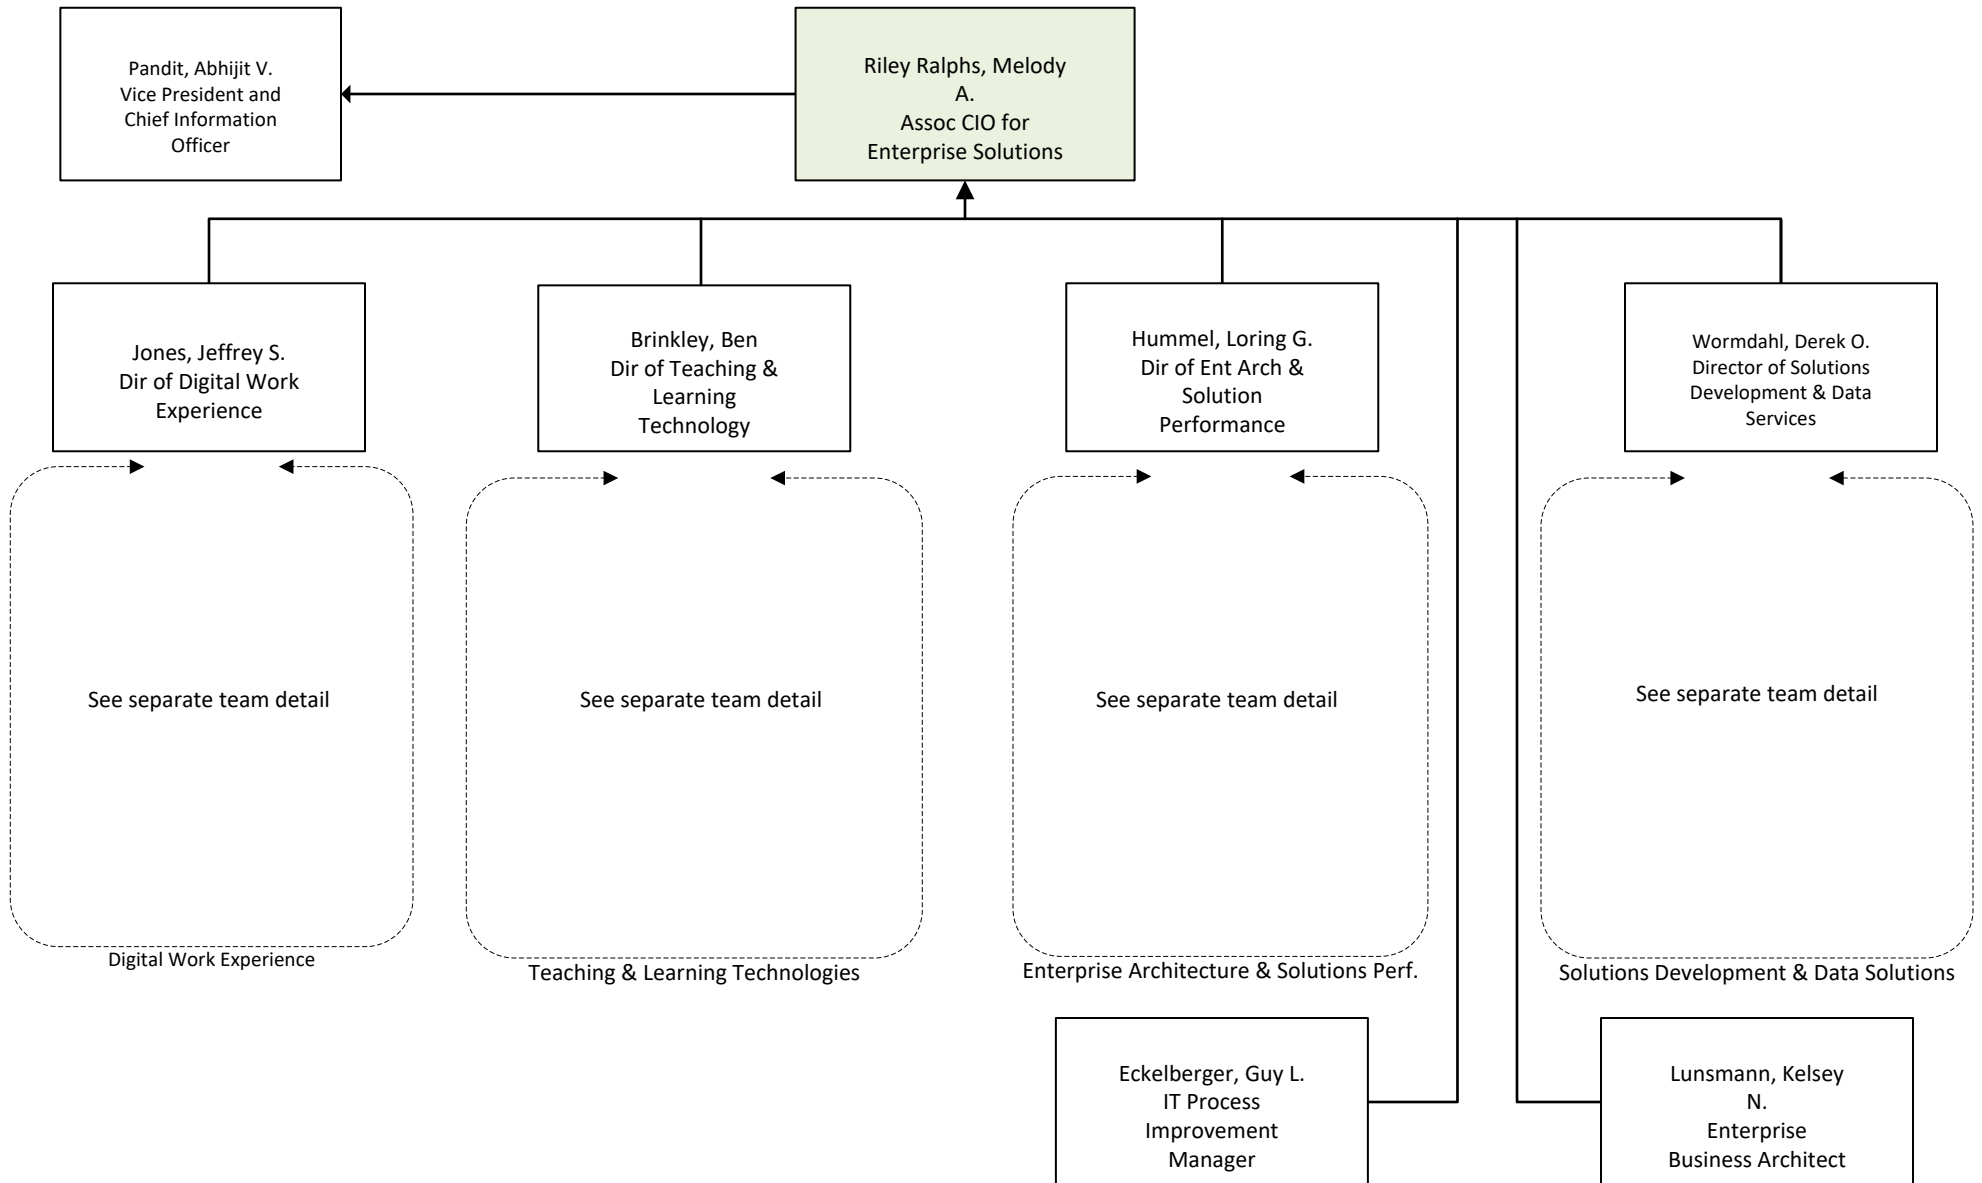 Pandit, Abhijit V.
Vice President and
Chief Information
Officer
Riley Ralphs, Melody
A.
Assoc CIO for
Enterprise Solutions
Jones, Jeffrey S.
Dir of Digital Work
Experience
Brinkley, Ben
Dir of Teaching &
Learning
Technology
Hummel, Loring G.
Dir of Ent Arch &
Solution
Performance
Wormdahl, Derek O.
Director of Solutions
Development & Data
Services
See separate team detail
See separate team detail
See separate team detail
See separate team detail
Digital Work Experience
Teaching & Learning Technologies
Enterprise Architecture & Solutions Perf.
Solutions Development & Data Solutions
Eckelberger, Guy L.
IT Process
Improvement
Manager
Lunsmann, Kelsey
N.
Enterprise
Business Architect